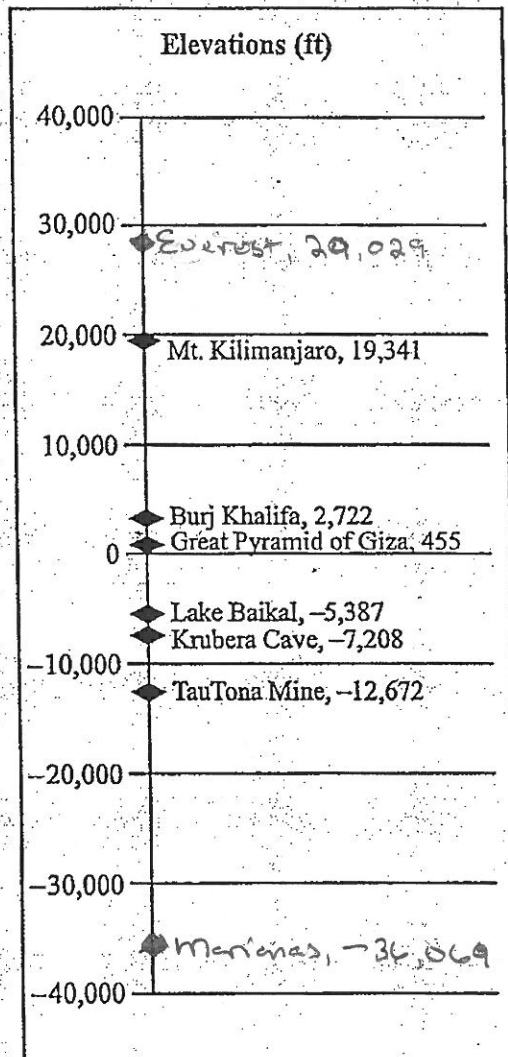 Elevations (ft)
40,000
30,000
Everest, 29,029
20,000
Mt. Kilimanjaro, 19,341
10,000
Burj Khalifa, 2,722
Great Pyramid of Giza, 455
0
Lake Baikal, –5,387
Krubera Cave, –7,208
–10,000
TauTona Mine, –12,672
–20,000
–30,000
Marianas, –36,069
–40,000